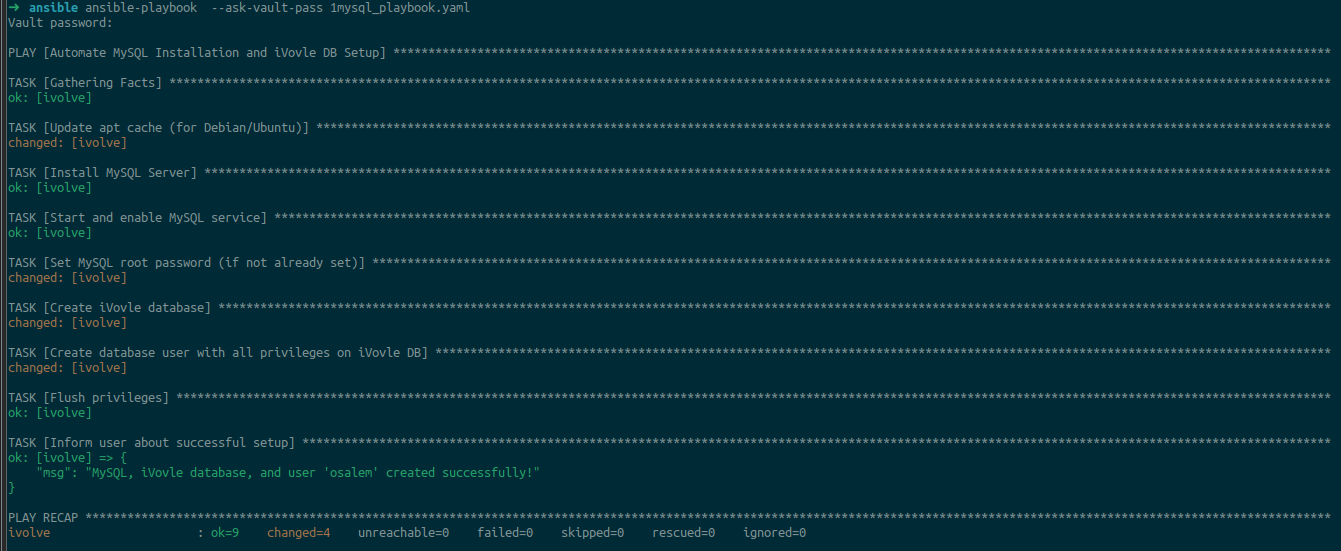 ➜  ansible ansible-playbook  --ask-vault-pass 1mysql_playbook.yaml
Vault password:
PLAY [Automate MySQL Installation and iVovle DB Setup] **************************************************************************************************************************************
TASK [Gathering Facts] **********************************************************************************************************************************************************************
ok: [ivolve]
TASK [Update apt cache (for Debian/Ubuntu)] *************************************************************************************************************************************************
changed: [ivolve]
TASK [Install MySQL Server] *****************************************************************************************************************************************************************
ok: [ivolve]
TASK [Start and enable MySQL service] *******************************************************************************************************************************************************
ok: [ivolve]
TASK [Set MySQL root password (if not already set)] *****************************************************************************************************************************************
changed: [ivolve]
TASK [Create iVovle database] ***************************************************************************************************************************************************************
changed: [ivolve]
TASK [Create database user with all privileges on iVovle DB] ********************************************************************************************************************************
changed: [ivolve]
TASK [Flush privileges] *********************************************************************************************************************************************************************
ok: [ivolve]
TASK [Inform user about successful setup] ***************************************************************************************************************************************************
ok: [ivolve] => {
    "msg": "MySQL, iVovle database, and user 'osalem' created successfully!"
}
PLAY RECAP **********************************************************************************************************************************************************************************
ivolve                     : ok=9    changed=4    unreachable=0    failed=0    skipped=0    rescued=0    ignored=0